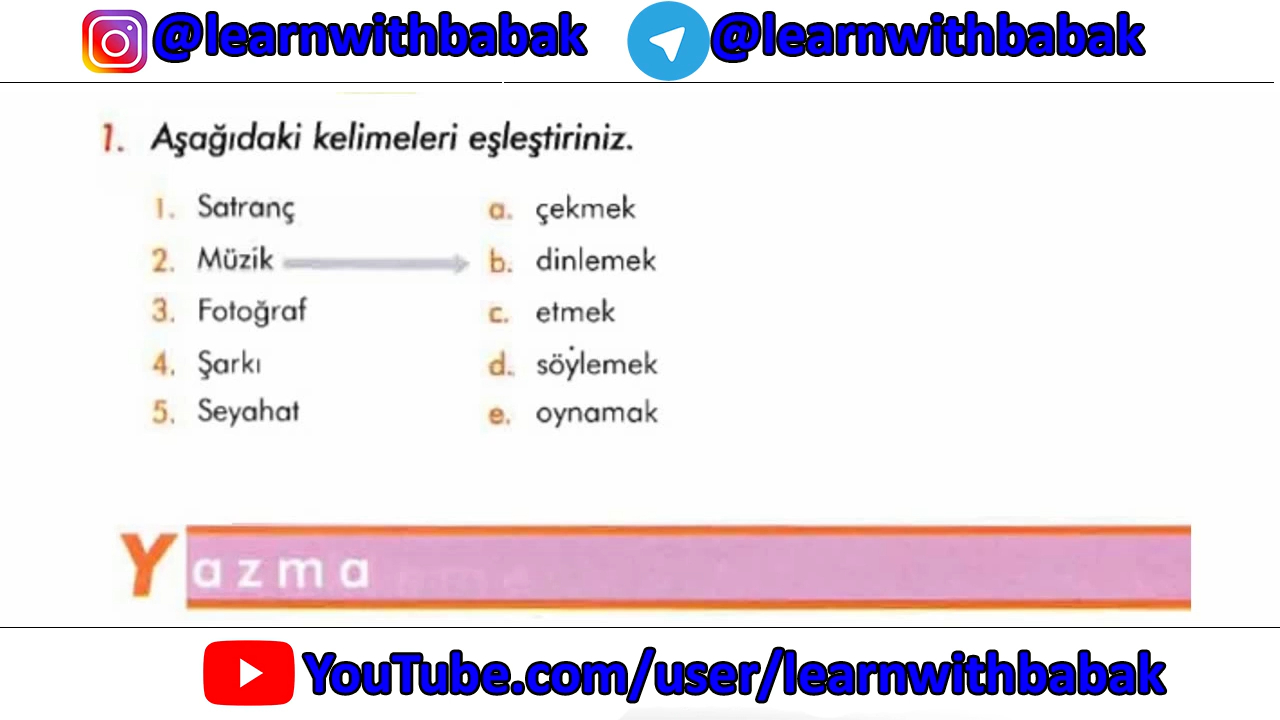 @learnwithbabak @learnwithbabak
1. Aşağıdaki kelimeleri eşleştiriniz.
1. Satranç a. çekmek
2. Müzik b. dinlemek
3. Fotoğraf c. etmek
4. Şarkı d. söylemek
5. Seyahat e. oynamak
Yazma
YouTube.com/user/learnwithbabak